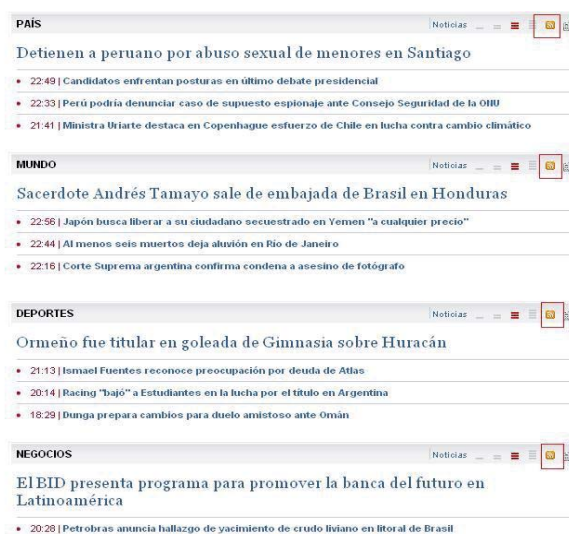 PAÍS
Noticias
Detienen a peruano por abuso sexual de menores en Santiago
22:49 | Candidatos enfrentan posturas en último debate presidencial
22:33 | Perú podría denunciar caso de supuesto espionaje ante Consejo Seguridad de la ONU
21:41 | Ministra Uriarte destaca en Copenhague esfuerzo de Chile en lucha contra cambio climático
MUNDO
Noticias
Sacerdote Andrés Tamayo sale de embajada de Brasil en Honduras
22:56 | Japón busca liberar a su ciudadano secuestrado en Yemen "a cualquier precio"
22:44 | Al menos seis muertos deja aluvión en Río de Janeiro
22:16 | Corte Suprema argentina confirma condena a asesino de fotógrafo
DEPORTES
Noticias
Ormeño fue titular en goleada de Gimnasia sobre Huracán
21:13 | Ismael Fuentes reconoce preocupación por deuda de Atlas
20:14 | Racing "bajó" a Estudiantes en la lucha por el título en Argentina
18:29 | Dunga prepara cambios para duelo amistoso ante Omán
NEGOCIOS
Noticias
El BID presenta programa para promover la banca del futuro en
Latinoamérica
20:28 | Petrobras anuncia hallazgo de yacimiento de crudo liviano en litoral de Brasil